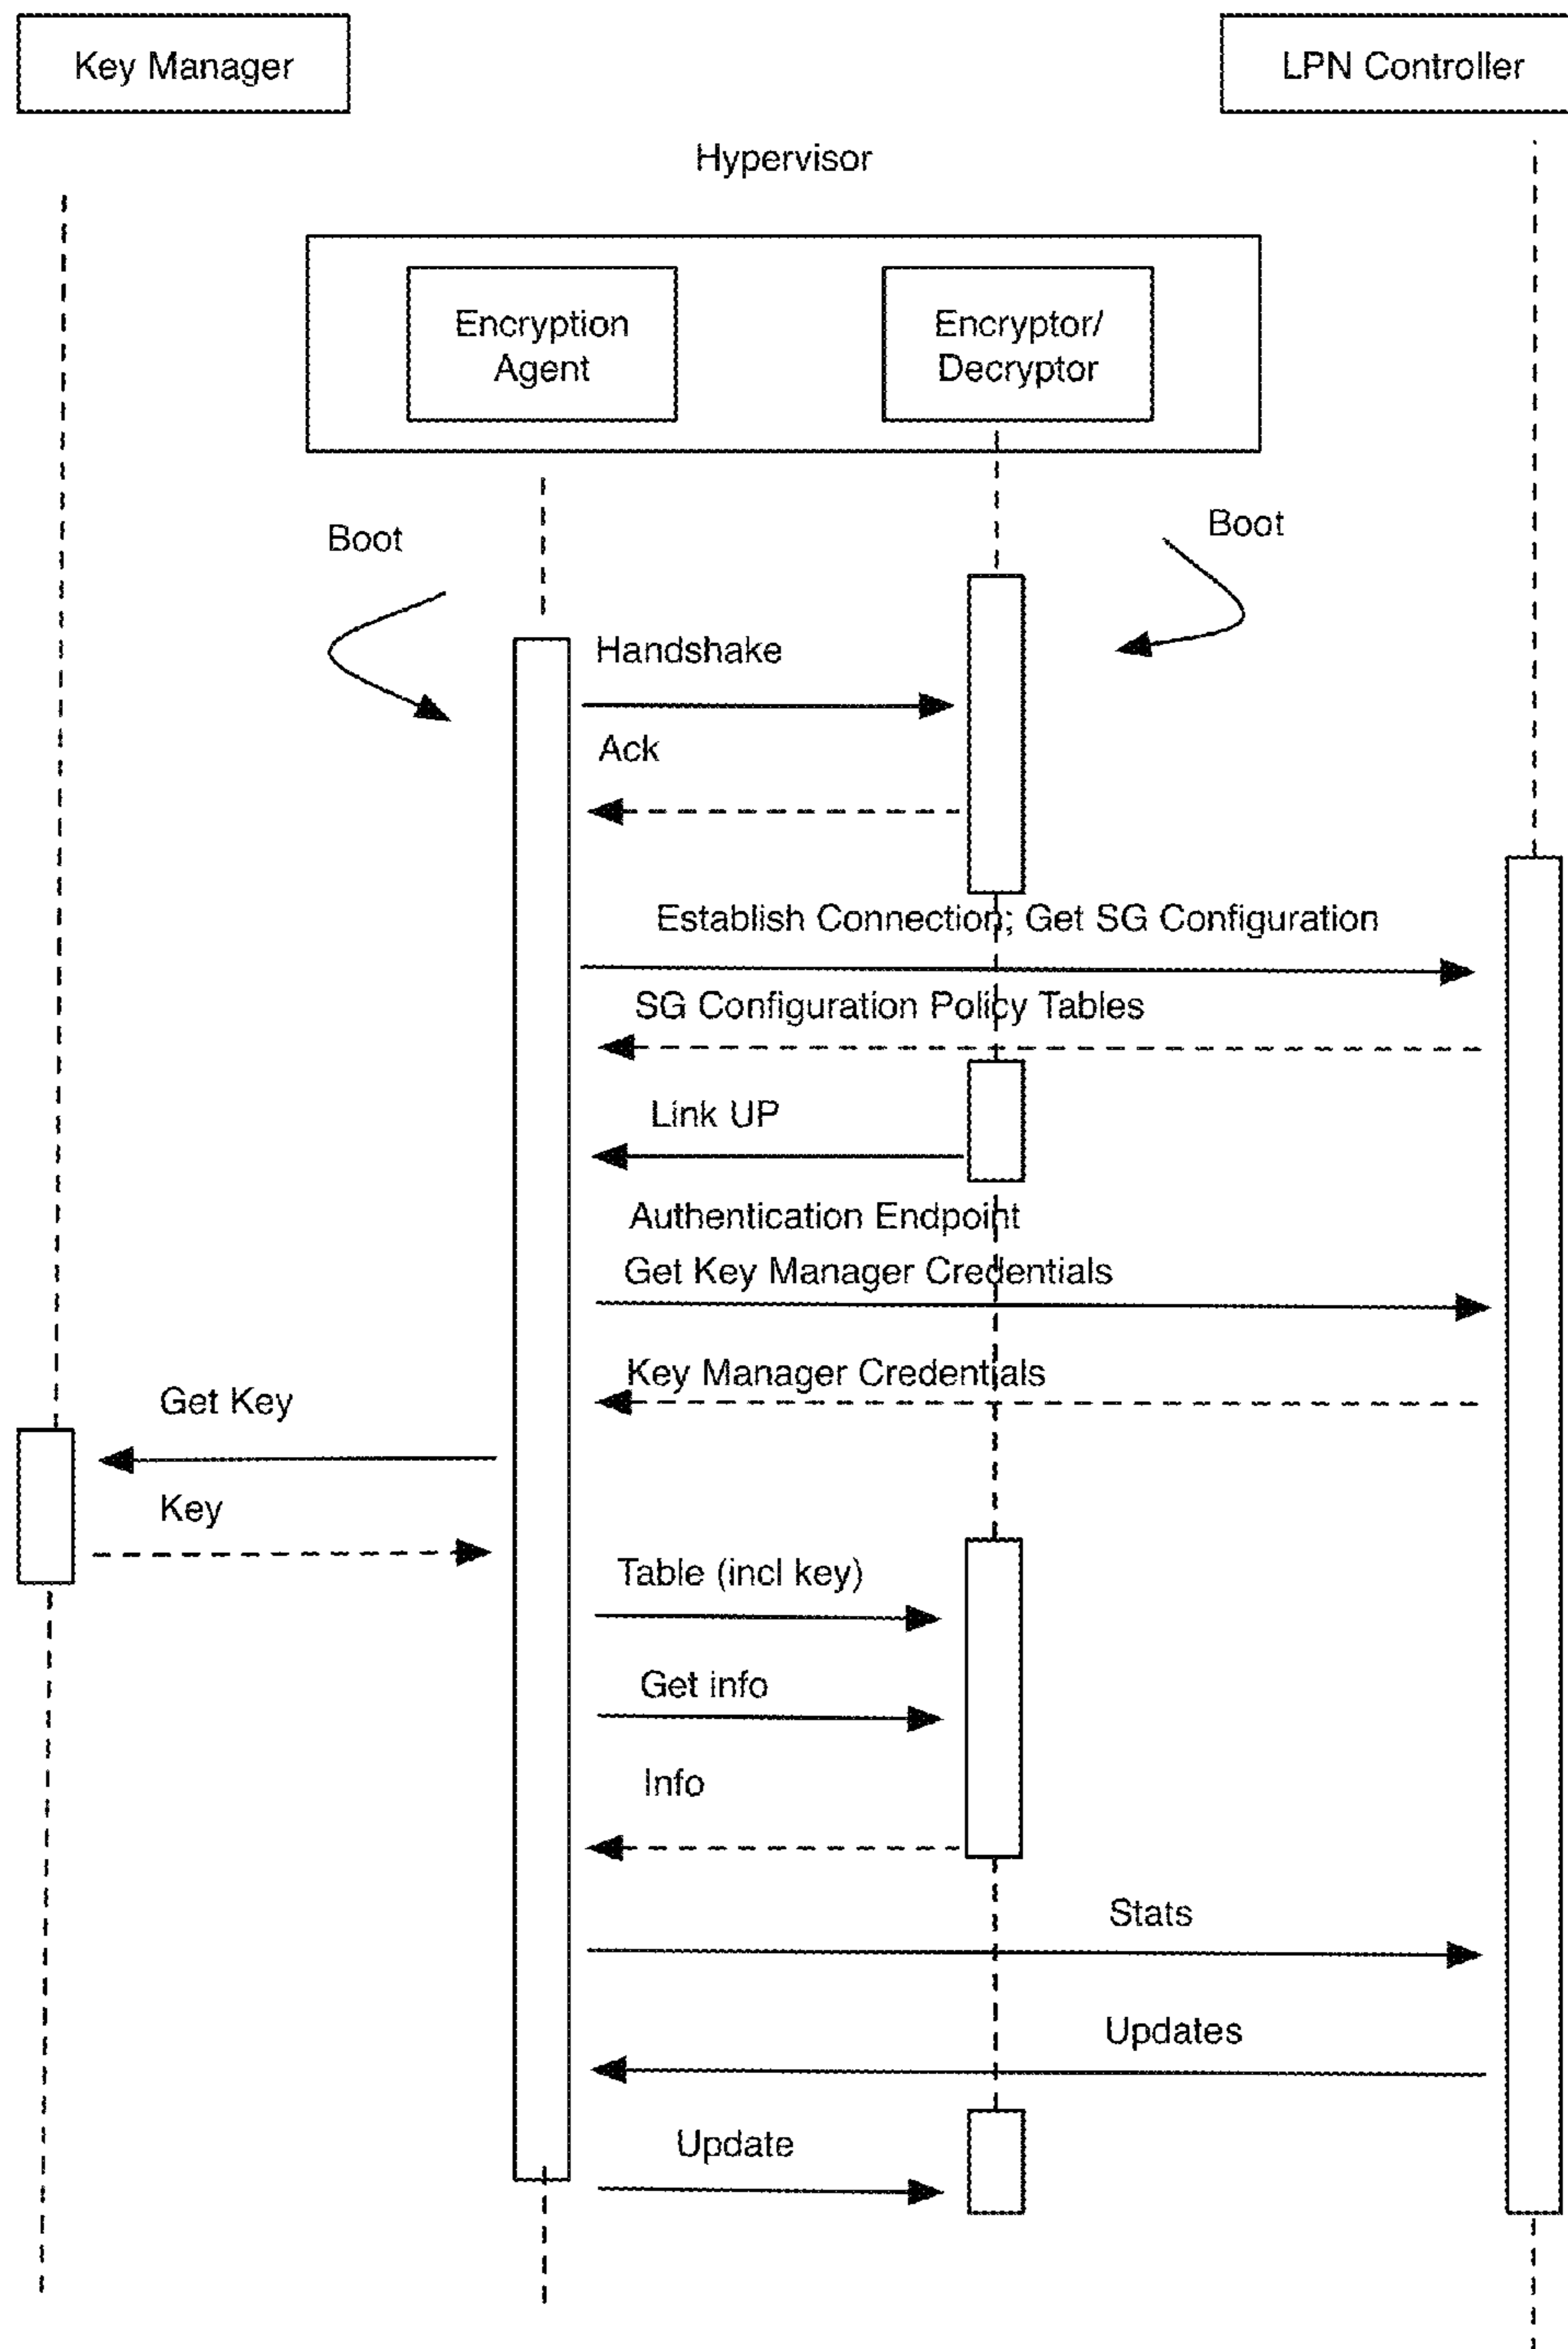 Key Manager
LPN Controller
Hypervisor
Encryption
Agent
Encryptor/
Decryptor
Boot
Boot
Handshake
Ack
Establish Connection; Get SG Configuration
SG Configuration Policy Tables
Link UP
Authentication Endpoint
Get Key Manager Credentials
Key Manager Credentials
Get Key
Key
Table (incl key)
Get info
Info
Stats
Updates
Update